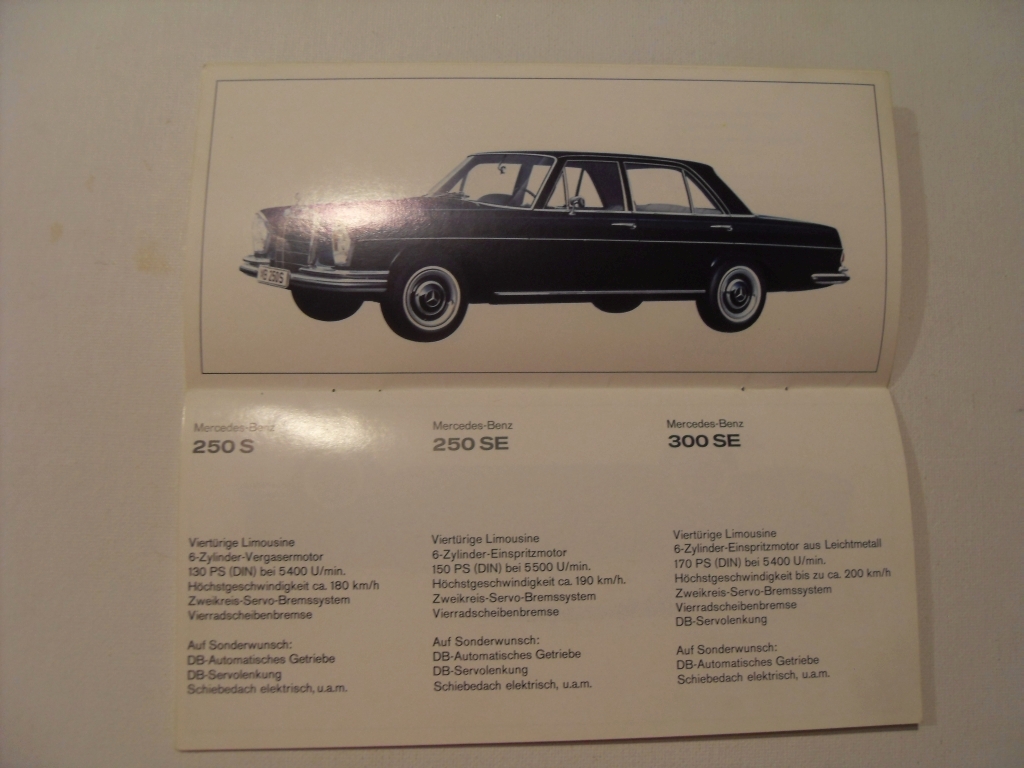 250S
Mercedes-Benz
250 S
Viertürige Limousine
6-Zylinder-Vergasermotor
130 PS (DIN) bei 5400 U/min.
Höchstgeschwindigkeit ca. 180 km/h
Zweikreis-Servo-Bremssystem
Vierradscheibenbremse
Auf Sonderwunsch:
DB-Automatisches Getriebe
DB-Servolenkung
Schiebedach elektrisch, u.a.m.
Mercedes-Benz
250 SE
Viertürige Limousine
6-Zylinder-Einspritzmotor
150 PS (DIN) bei 5500 U/min.
Höchstgeschwindigkeit ca. 190 km/h.
Zweikreis-Servo-Bremssystem
Vierradscheibenbremse
Auf Sonderwunsch:
DB-Automatisches Getriebe
DB-Servolenkung
Schiebedach elektrisch, u.a.m.
Mercedes-Benz
300 SE
Viertürige Limousine
6-Zylinder-Einspritzmotor aus Leichtmetall
170 PS (DIN) bei 5400 U/min.
Höchstgeschwindigkeit bis zu ca. 200 km/h
Zweikreis-Servo-Bremssystem
Vierradscheibenbremse
DB-Servolenkung
Auf Sonderwunsch:
DB-Automatisches Getriebe
Schiebedach elektrisch, u.a.m.